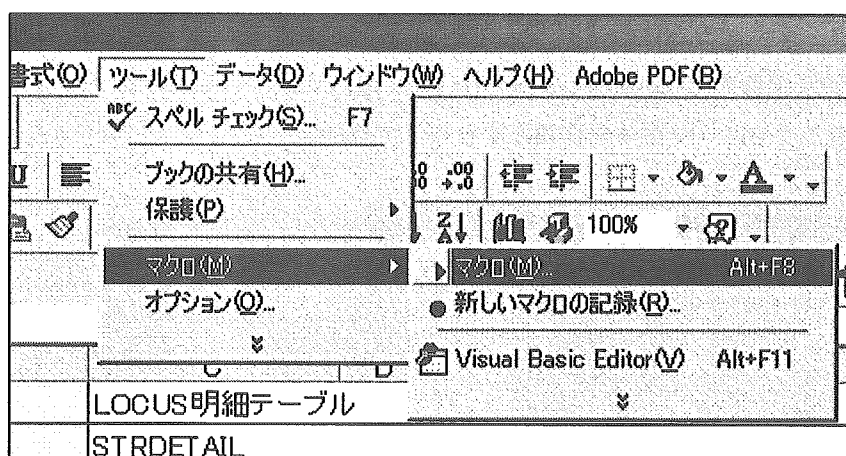 書式(O) ツール(T) データ(D) ウィンドウ(W) ヘルプ(H) Adobe PDF(B)
スペル チェック(S)... F7
ブックの共有(H)...
保護(P)
100%
マクロ(M)
マクロ(M)... Alt+F8
オプション(O)...
新しいマクロの記録(R)...
Visual Basic Editor(V) Alt+F11
C D
LOCUS明細テーブル
STRDETAIL